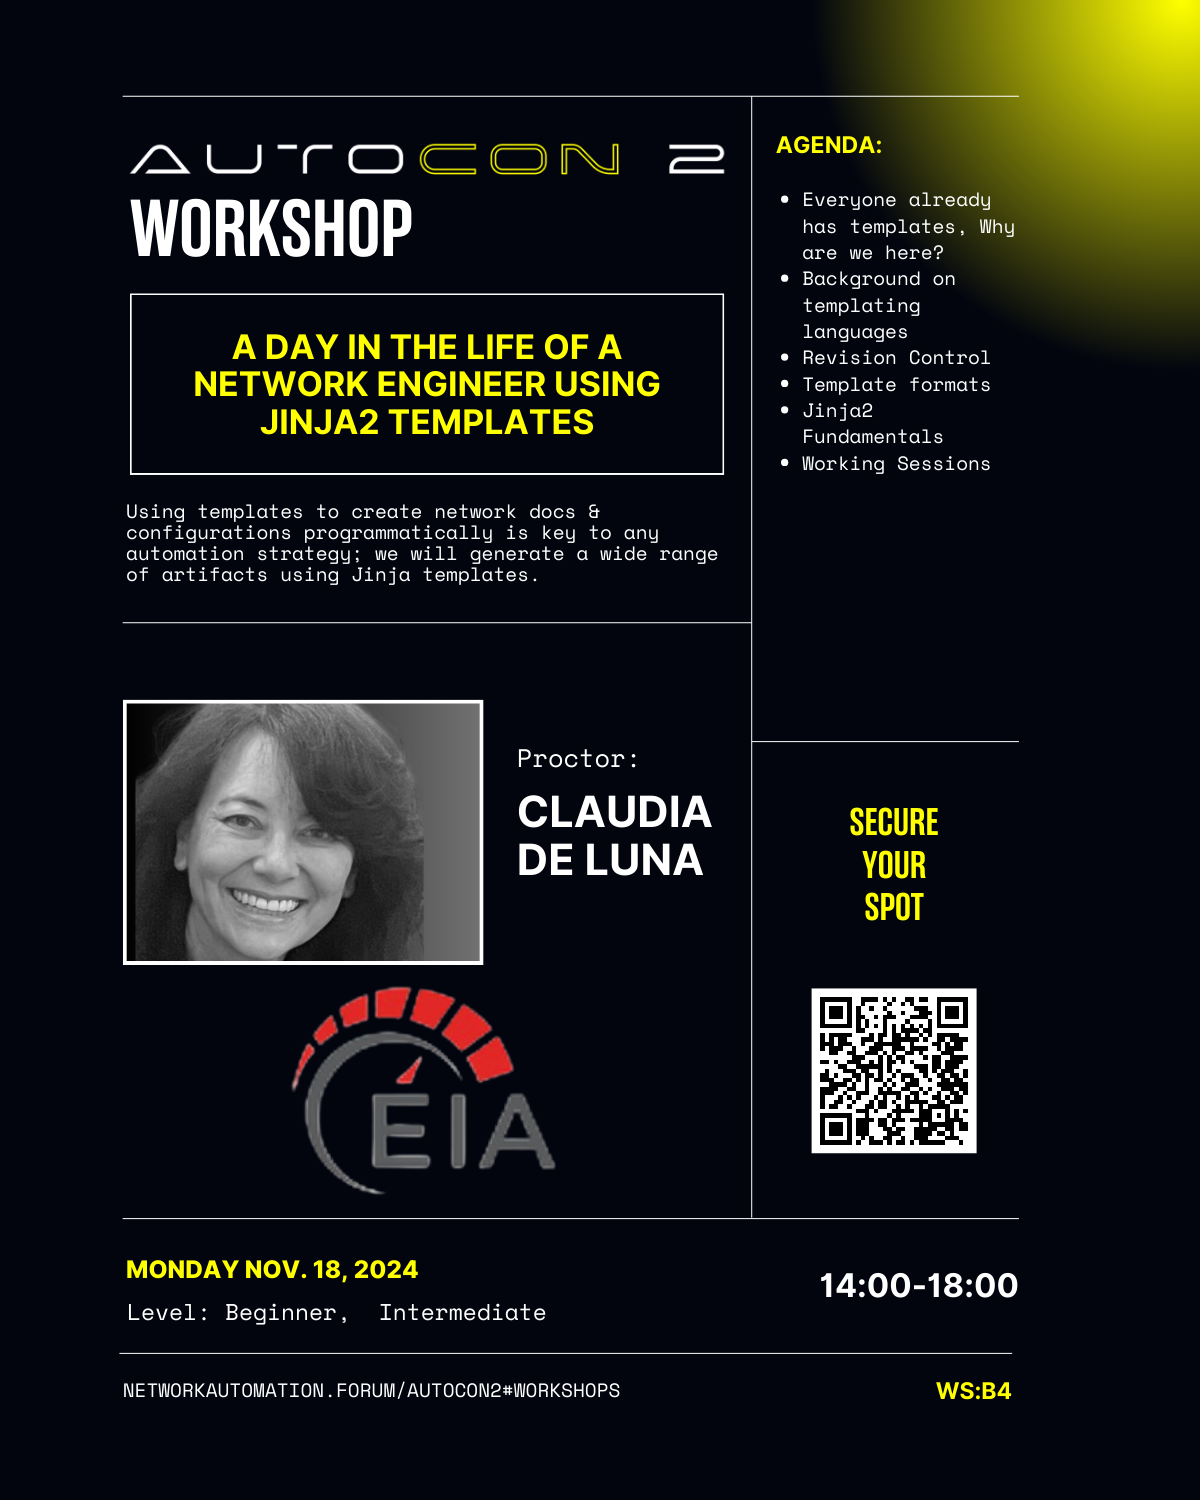 AUTOCON 2
WORKSHOP
A DAY IN THE LIFE OF A
NETWORK ENGINEER USING
JINJA2 TEMPLATES
Using templates to create network docs &
configurations programmatically is key to any
automation strategy; we will generate a wide range
of artifacts using Jinja templates.
AGENDA:
Everyone already
has templates, Why
are we here?
Background on
templating
languages
Revision Control
Template formats
Jinja2
Fundamentals
Working Sessions
Proctor:
CLAUDIA
DE LUNA
ÉIA
SECURE
YOUR
SPOT
MONDAY NOV. 18, 2024
Level: Beginner,  Intermediate
14:00-18:00
NETWORKAUTOMATION.FORUM/AUTOCON2#WORKSHOPS
WS:B4